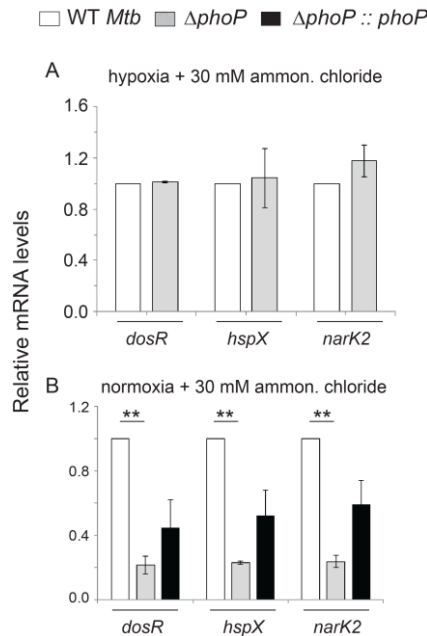 WT Mtb ΔphoP ΔphoP :: phoP
A hypoxia + 30 mM ammon. chloride
Relative mRNA levels
1.6
1.2
0.8
0.4
0.0
dosR hspX narK2
B normoxia + 30 mM ammon. chloride
1.2
0.8
0.4
0
** ** **
dosR hspX narK2